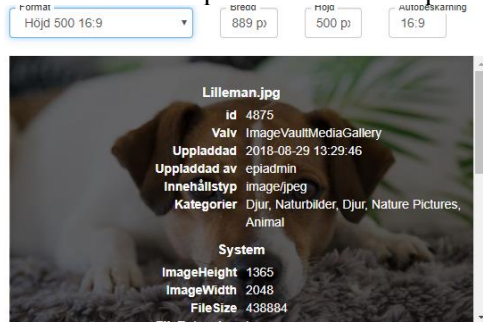 Format
Höjd 500 16:9
Bredd
889 px
Höjd
500 px
Autobeskärning
16:9
Lilleman.jpg
id 4875
Valv ImageVaultMediaGallery
Uppladdad 2018-08-29 13:29:46
Uppladdad av epiadmin
Innehållstyp image/jpeg
Kategorier Djur, Naturbilder, Djur, Nature Pictures,
Animal
System
ImageHeight 1365
ImageWidth 2048
FileSize 438884